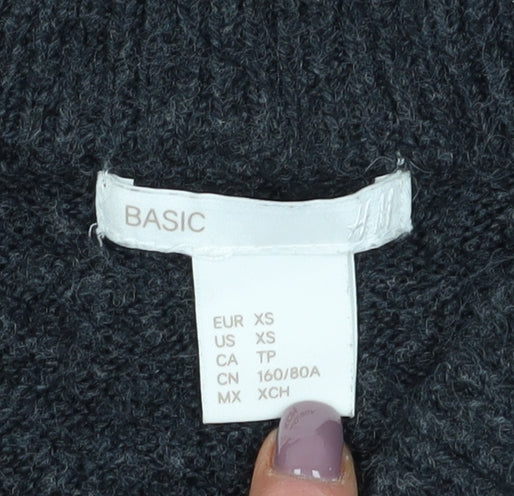 BASIC H&M
EUR XS
US XS
CA TP
CN 160/80A
MX XCH